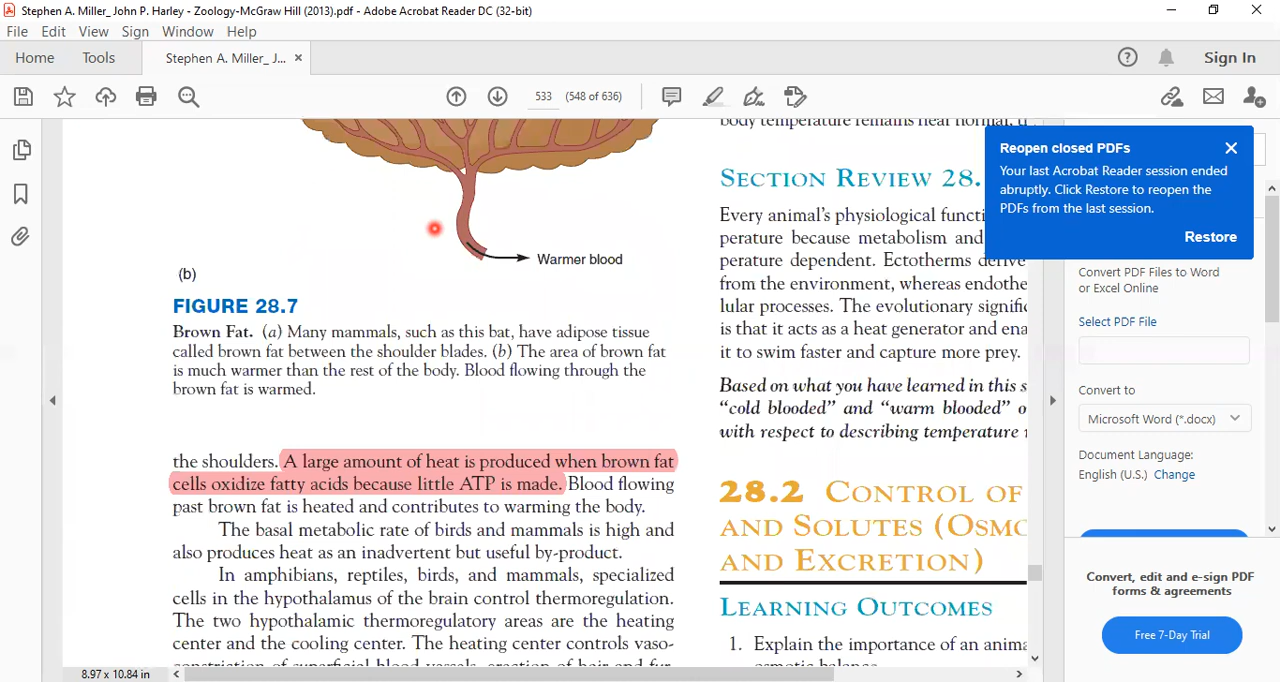 Stephen A. Miller_ John P. Harley - Zoology-McGraw Hill (2013).pdf - Adobe Acrobat Reader DC (32-bit)
File Edit View Sign Window Help
Home Tools Stephen A. Miller_ J... × Sign In
533 (548 of 636)
Warmer blood
(b)
FIGURE 28.7
Brown Fat. (a) Many mammals, such as this bat, have adipose tissue
called brown fat between the shoulder blades. (b) The area of brown fat
is much warmer than the rest of the body. Blood flowing through the
brown fat is warmed.
the shoulders. A large amount of heat is produced when brown fat
cells oxidize fatty acids because little ATP is made. Blood flowing
past brown fat is heated and contributes to warming the body.
The basal metabolic rate of birds and mammals is high and
also produces heat as an inadvertent but useful by-product.
In amphibians, reptiles, birds, and mammals, specialized
cells in the hypothalamus of the brain control thermoregulation.
The two hypothalamic thermoregulatory areas are the heating
center and the cooling center. The heating center controls vaso-
constriction of superficial blood vessels, erection of hair and fur,
body temperature remains near normal,
SECTION REVIEW 28.
Every animal's physiological functi
perature because metabolism and
perature dependent. Ectotherms derive
from the environment, whereas endothe
lular processes. The evolutionary signific
is that it acts as a heat generator and ena
it to swim faster and capture more prey.
Based on what you have learned in this s
"cold blooded" and "warm blooded" o
with respect to describing temperature
28.2 CONTROL OF
AND SOLUTES (OSMO
AND EXCRETION)
LEARNING OUTCOMES
1. Explain the importance of an anima
osmotic balance
Reopen closed PDFs
Your last Acrobat Reader session ended
abruptly. Click Restore to reopen the
PDFs from the last session.
Restore
Convert PDF Files to Word
or Excel Online
Select PDF File
Convert to
Microsoft Word (*.docx)
Document Language:
English (U.S.) Change
Convert, edit and e-sign PDF
forms & agreements
Free 7-Day Trial
8.97 x 10.84 in